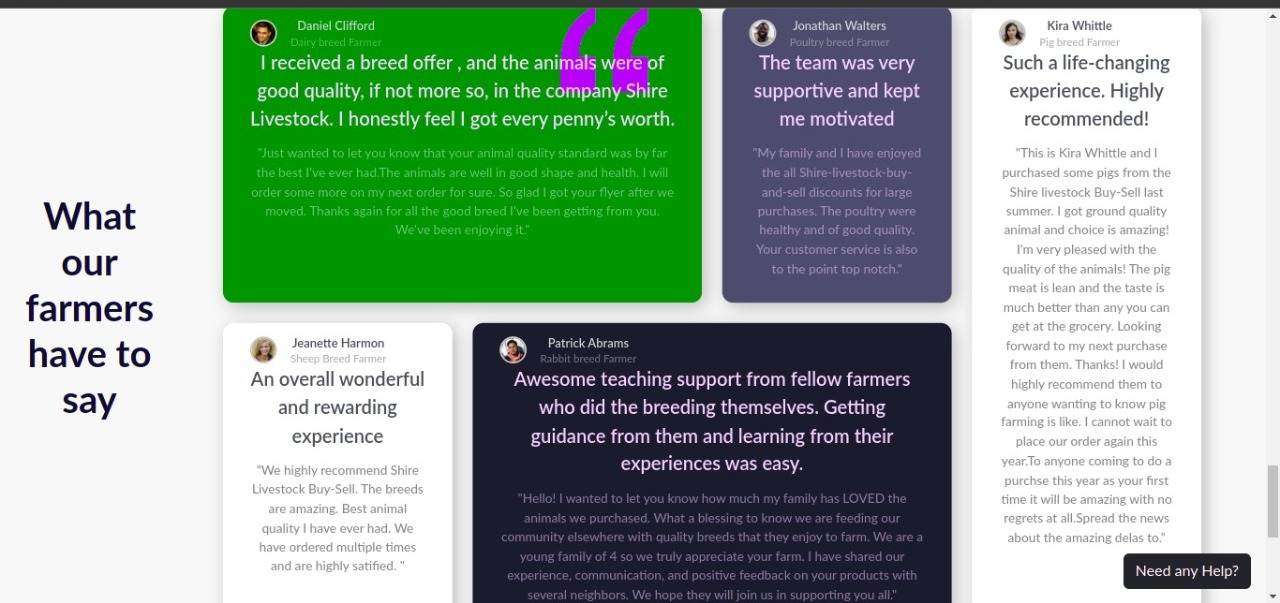 What
our
farmers
have to
say
Daniel Clifford
Dairy breed Farmer
I received a breed offer , and the animals were of
good quality, if not more so, in the company Shire
Livestock. I honestly feel I got every penny’s worth.
"Just wanted to let you know that your animal quality standard was by far
the best I've ever had.The animals are well in good shape and health. I will
order some more on my next order for sure. So glad I got your flyer after we
moved. Thanks again for all the good breed I've been getting from you.
We've been enjoying it."
Jonathan Walters
Poultry breed Farmer
The team was very
supportive and kept
me motivated
"My family and I have enjoyed
the all Shire-livestock-buy-
and-sell discounts for large
purchases. The poultry were
healthy and of good quality.
Your customer service is also
to the point top notch."
Kira Whittle
Pig breed Farmer
Such a life-changing
experience. Highly
recommended!
"This is Kira Whittle and I
purchased some pigs from the
Shire livestock Buy-Sell last
summer. I got ground quality
animal and choice is amazing!
I'm very pleased with the
quality of the animals! The pig
meat is lean and the taste is
much better than any you can
get at the grocery. Looking
forward to my next purchase
from them. Thanks! I would
highly recommend them to
anyone wanting to know pig
farming is like. I cannot wait to
place our order again this
year.To anyone coming to do a
purchse this year as your first
time it will be amazing with no
regrets at all.Spread the news
about the amazing delas to.”
Jeanette Harmon
Sheep Breed Farmer
An overall wonderful
and rewarding
experience
"We highly recommend Shire
Livestock Buy-Sell. The breeds
are amazing. Best animal
quality I have ever had. We
have ordered multiple times
and are highly satified. "
Patrick Abrams
Rabbit breed Farmer
Awesome teaching support from fellow farmers
who did the breeding themselves. Getting
guidance from them and learning from their
experiences was easy.
"Hello! I wanted to let you know how much my family has LOVED the
animals we purchased. What a blessing to know we are feeding our
community elsewhere with quality breeds that they enjoy to farm. We are a
young family of 4 so we truly appreciate your farm. I have shared our
experience, communication, and positive feedback on your products with
several neighbors. We hope they will join us in supporting you all."
Need any Help?